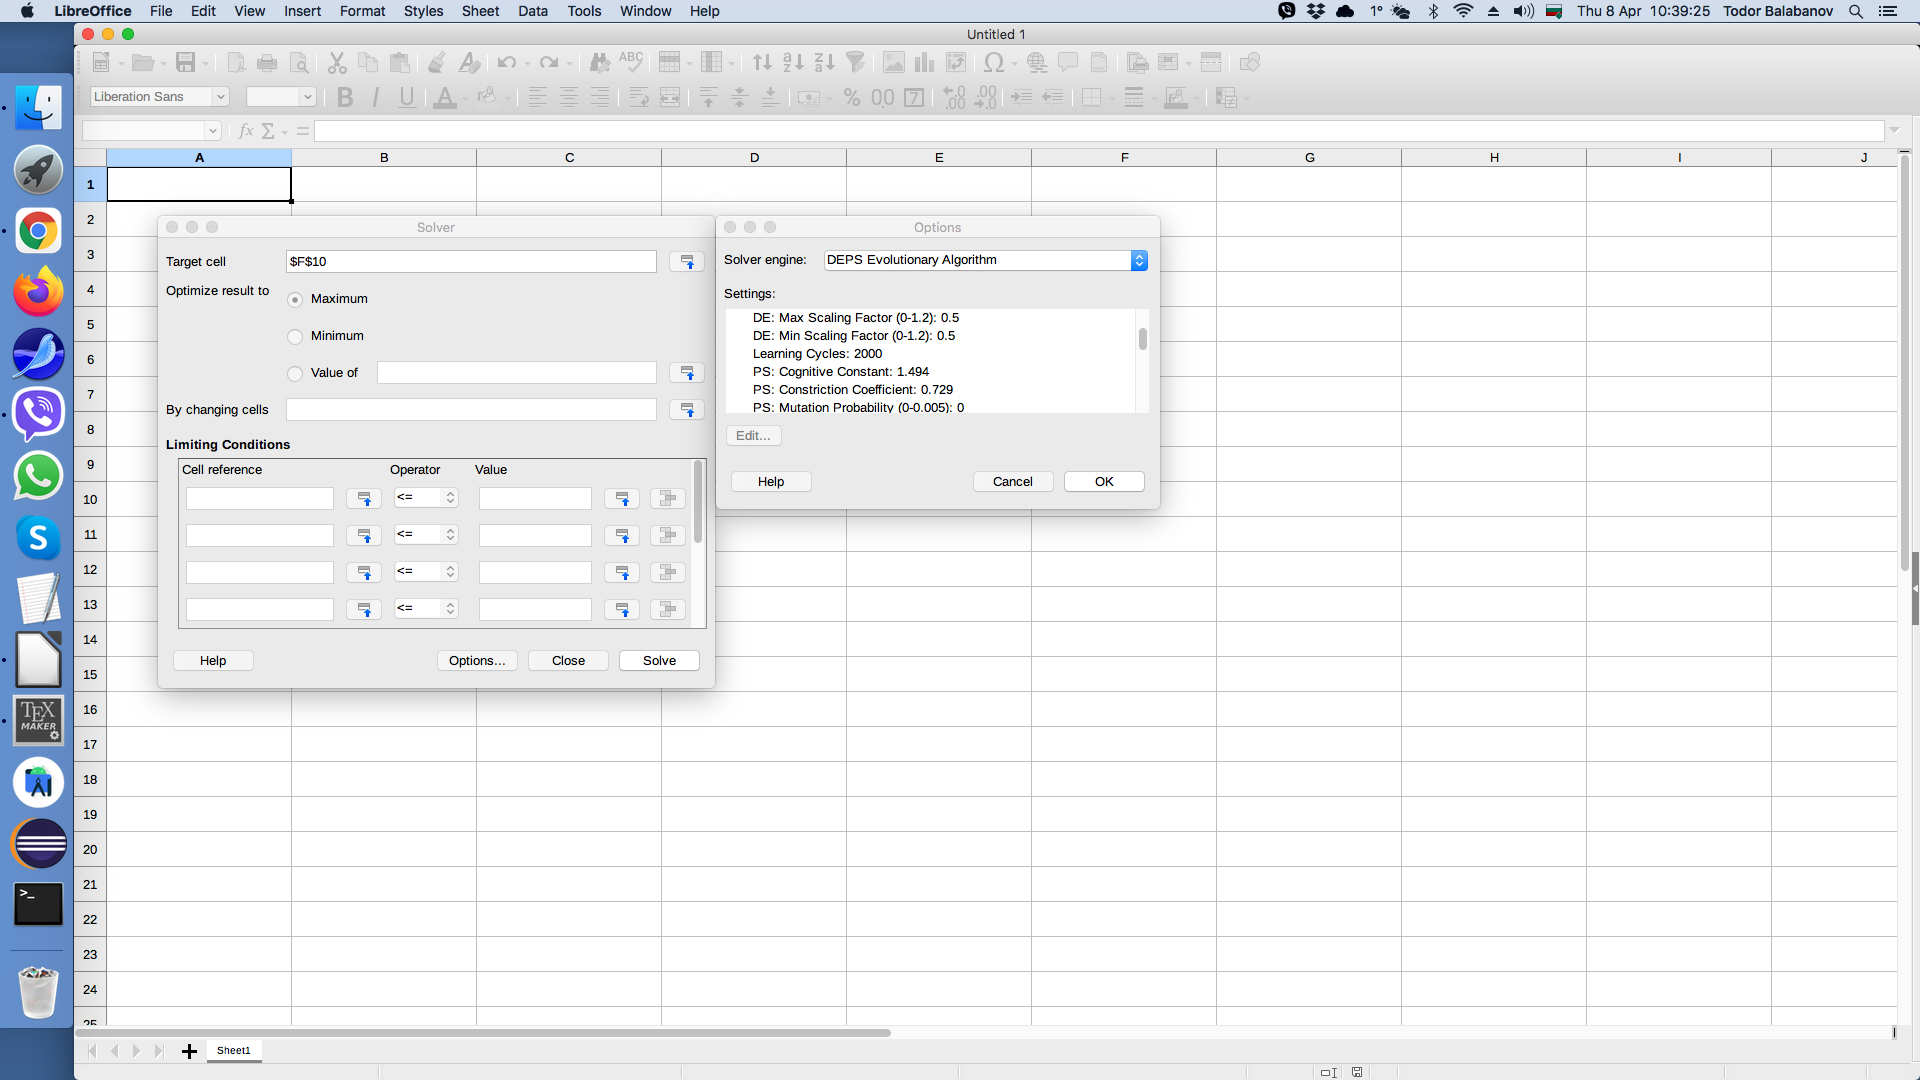 LibreOffice File Edit View Insert Format Styles Sheet Data Tools Window Help 1° Thu 8 Apr 10:39:25 Todor Balabanov
Untitled 1
ABC
Liberation Sans
A B C D E F G H I J
1
2
3
4
5
6
7
8
9
10
11
12
13
14
15
16
17
18
19
20
21
22
23
24
25
Solver
Target cell $F$10
Optimize result to Maximum
Minimum
Value of
By changing cells
Limiting Conditions
Cell reference Operator Value
<=
<=
<=
<=
Help Options... Close Solve
Options
Solver engine: DEPS Evolutionary Algorithm
Settings:
DE: Max Scaling Factor (0-1.2): 0.5
DE: Min Scaling Factor (0-1.2): 0.5
Learning Cycles: 2000
PS: Cognitive Constant: 1.494
PS: Constriction Coefficient: 0.729
PS: Mutation Probability (0-0.005): 0
Edit...
Help Cancel OK
TEX
MAKER
Sheet1